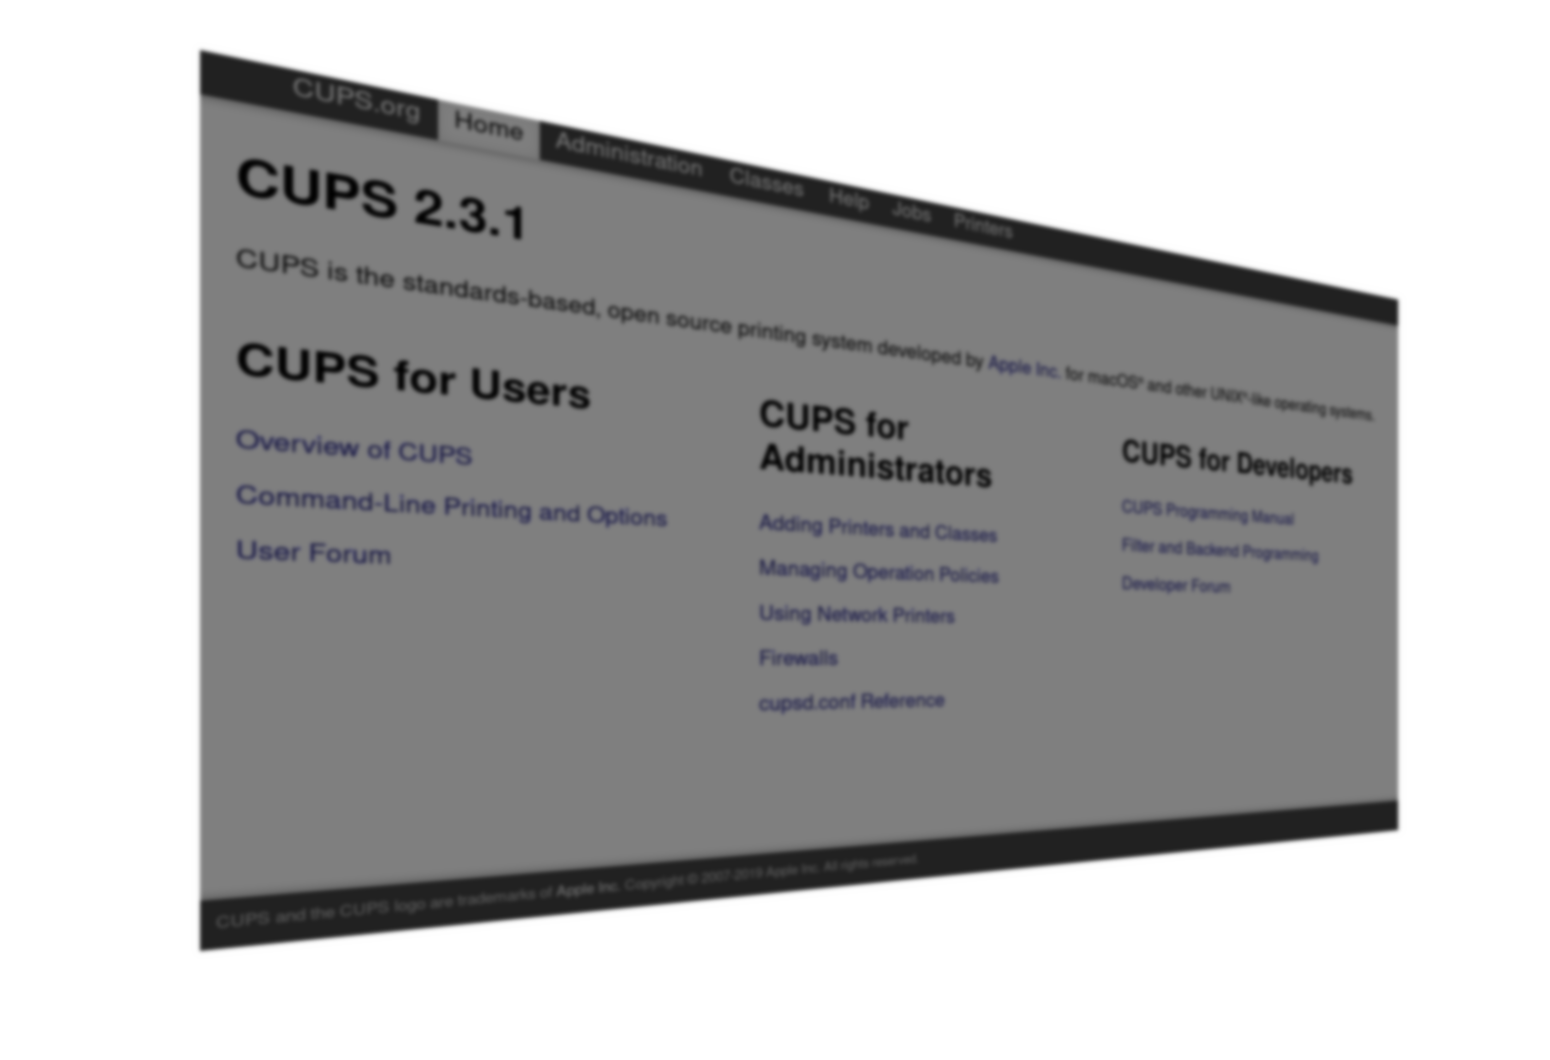 CUPS.org Home Administration Classes Help Jobs Printers
CUPS 2.3.1
CUPS is the standards-based, open source printing system developed by Apple Inc. for macOS® and other UNIX®-like operating systems.
CUPS for Users
Overview of CUPS
Command-Line Printing and Options
User Forum
CUPS for
Administrators
Adding Printers and Classes
Managing Operation Policies
Using Network Printers
Firewalls
cupsd.conf Reference
CUPS for Developers
CUPS Programming Manual
Filter and Backend Programming
Developer Forum
CUPS and the CUPS logo are trademarks of Apple Inc. Copyright © 2007-2019 Apple Inc. All rights reserved.